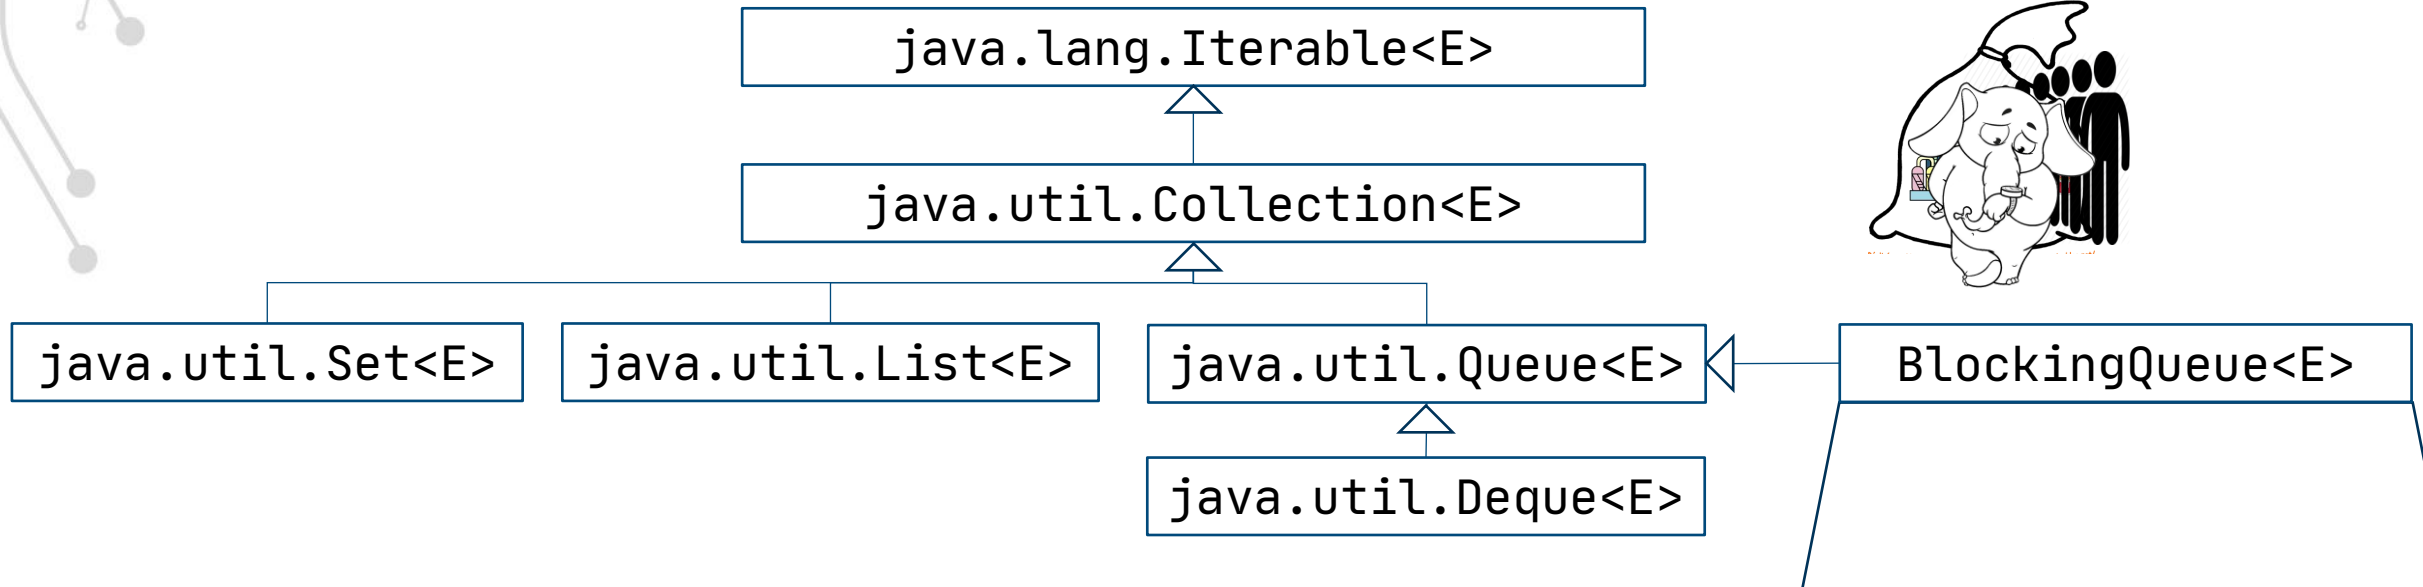 java.lang.Iterable<E>
java.util.Collection<E>
java.util.Set<E>
java.util.List<E>
java.util.Queue<E>
BlockingQueue<E>
java.util.Deque<E>